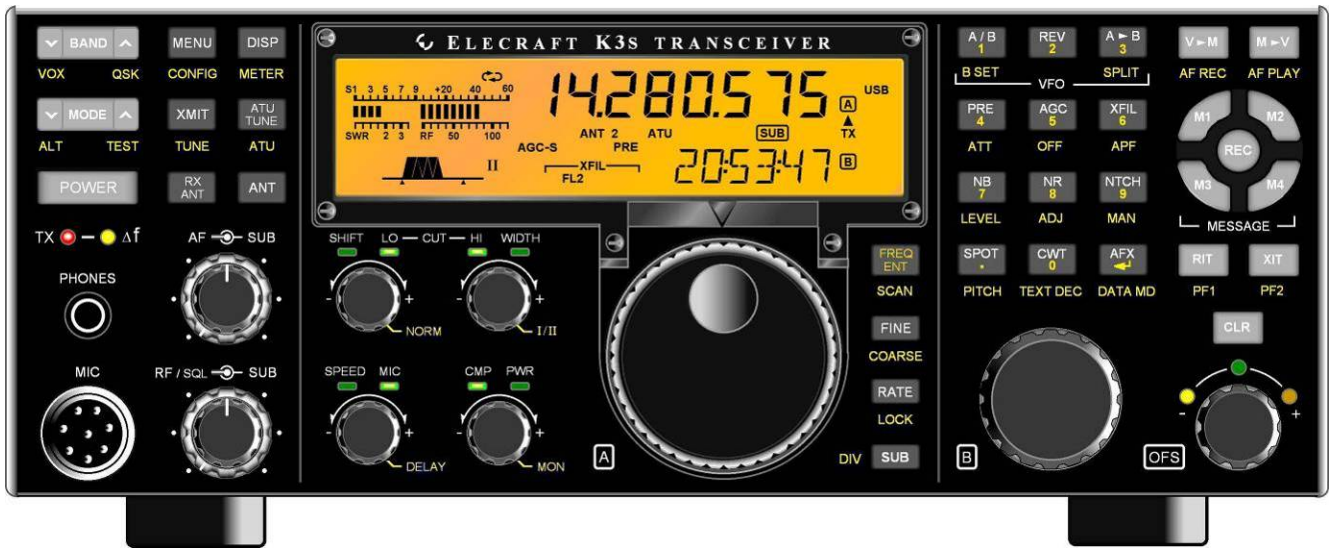 ELECRAFT K3S TRANSCEIVER
BAND MENU DISP
VOX QSK CONFIG METER
MODE XMIT ATU TUNE
ALT TEST TUNE ATU
POWER RX ANT ANT
TX Δf
PHONES
MIC
AF SUB
RF / SQL SUB
S1 3 5 7 9 +20 40 60
SWR 2 3 RF 50 100
14.280.575 USB
A
TX
ANT 2 ATU SUB
AGC-S PRE
II XFIL
FL2
20:53:47 B
SHIFT LO CUT HI WIDTH
- + - +
NORM I/II
SPEED MIC CMP PWR
- + - +
DELAY MON
A
FREQ ENT
SCAN
FINE
COARSE
RATE
LOCK
DIV SUB
A / B 1 REV 2 A ► B 3
B SET VFO SPLIT
PRE 4 AGC 5 XFIL 6
ATT OFF APF
NB 7 NR 8 NTCH 9
LEVEL ADJ MAN
SPOT . CWT 0 AFX
PITCH TEXT DEC DATA MD
V ► M M ► V
AF REC AF PLAY
M1 M2
REC
M3 M4
MESSAGE
RIT XIT
PF1 PF2
CLR
- +
B
OFS